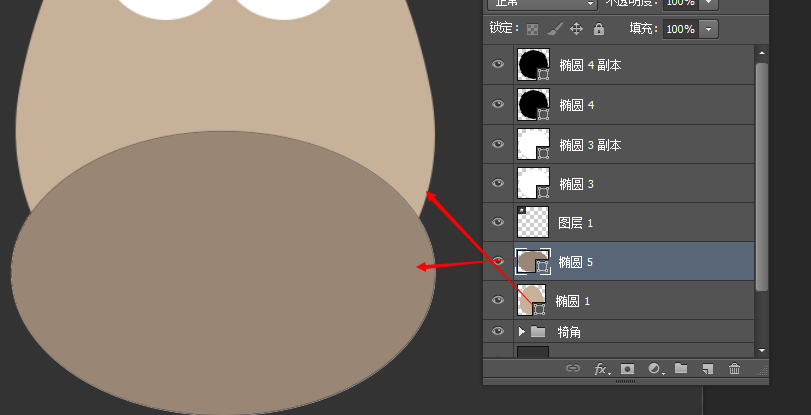 正常 不透明度: 100%
锁定: 填充: 100%
椭圆 4 副本
椭圆 4
椭圆 3 副本
椭圆 3
图层 1
椭圆 5
椭圆 1
犄角
fx